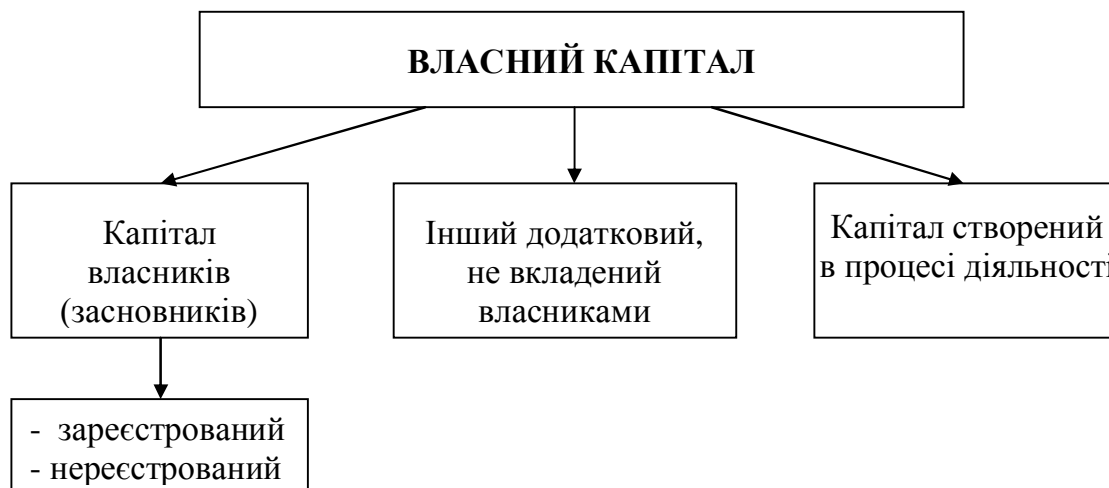 ВЛАСНИЙ КАПІТАЛ
Капітал
власників
(засновників)
Інший додатковий,
не вкладений
власниками
Капітал створений
в процесі діяльності
- зареєстрований
- нереєстрований